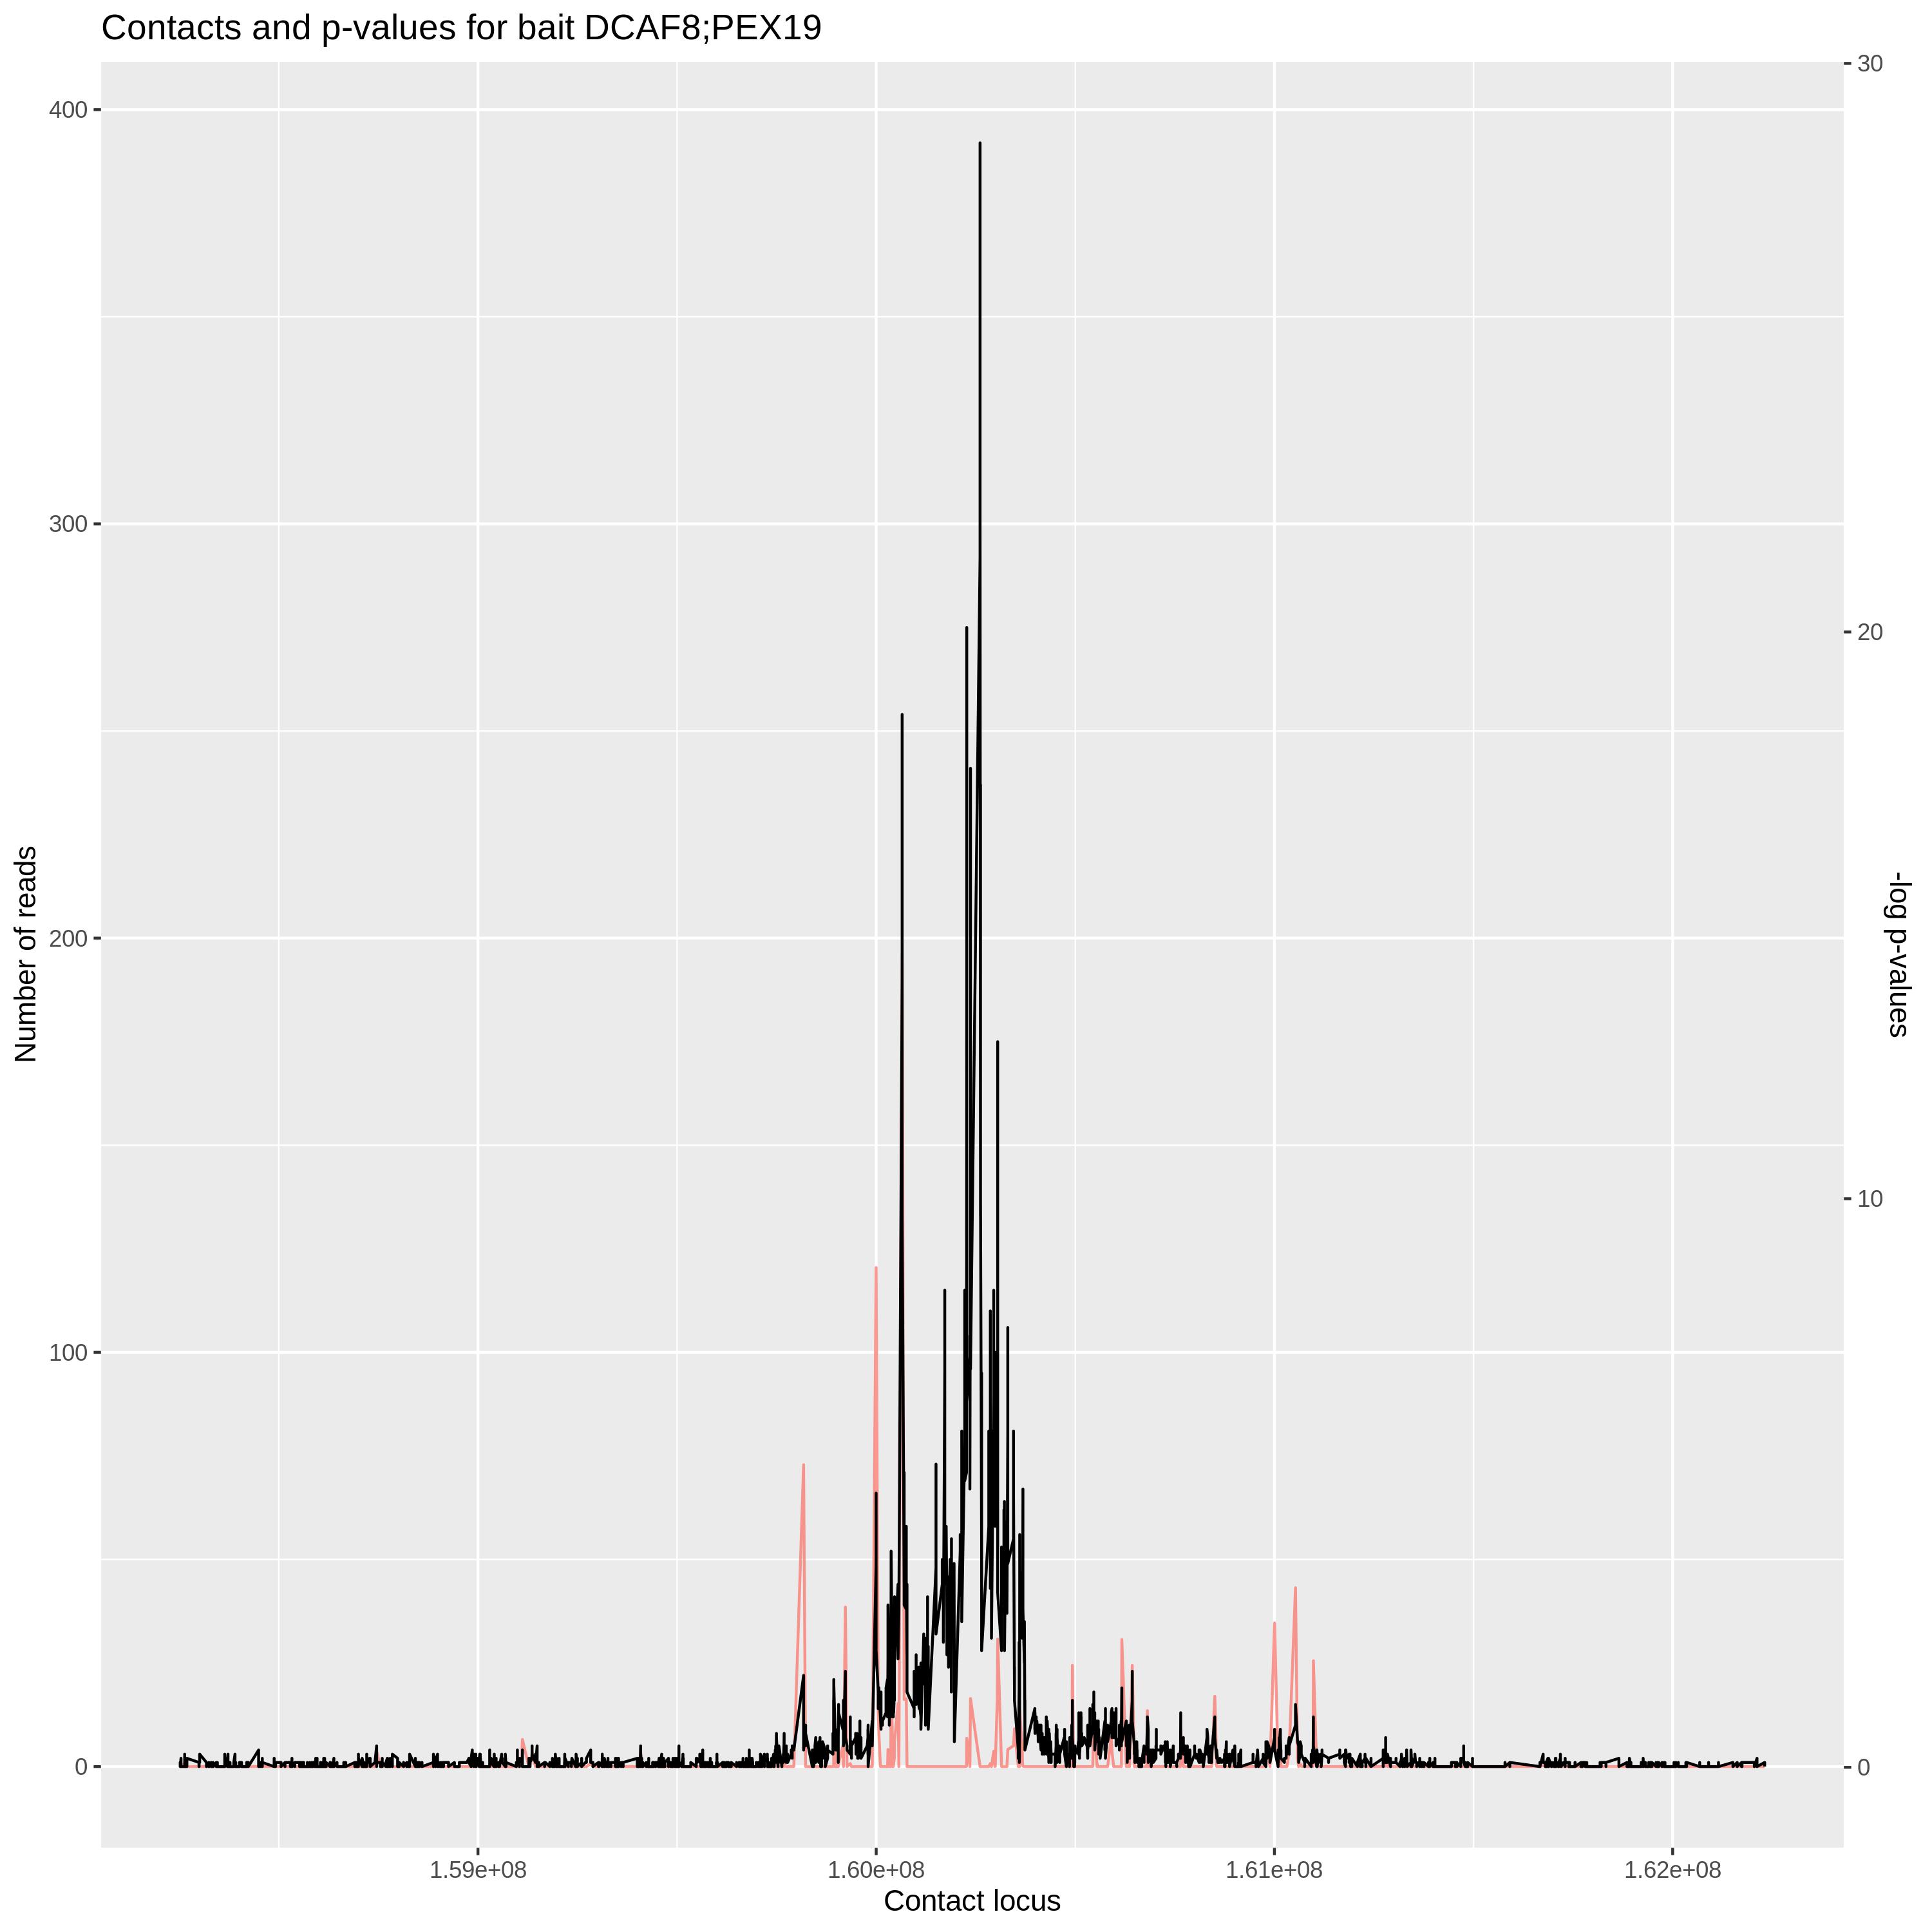 Contacts and p-values for bait DCAF8;PEX19
400
300
200
100
0
Number of reads
30
20
10
0
-log p-values
1.59e+08
1.60e+08
1.61e+08
1.62e+08
Contact locus